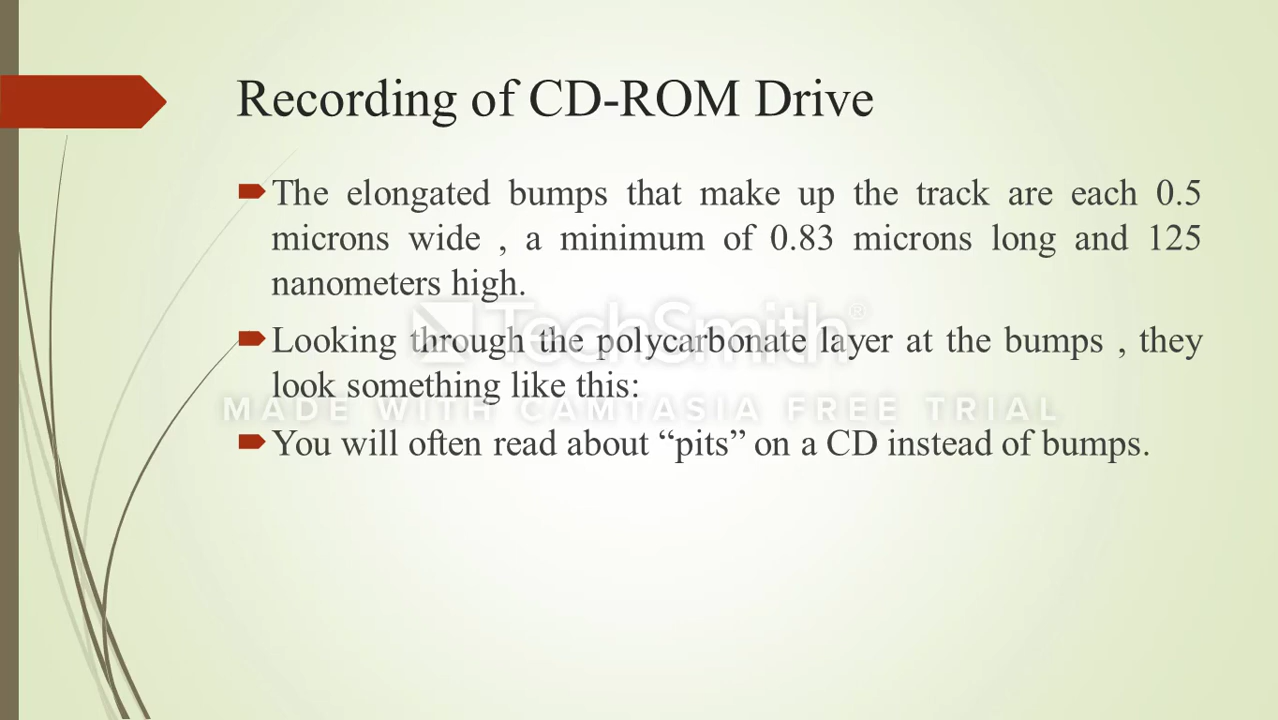 Recording of CD-ROM Drive
The elongated bumps that make up the track are each 0.5
microns wide , a minimum of 0.83 microns long and 125
nanometers high.
TechSmith®
Looking through the polycarbonate layer at the bumps , they
look something like this:
MADE WITH CAMTASIA FREE TRIAL
You will often read about “pits” on a CD instead of bumps.